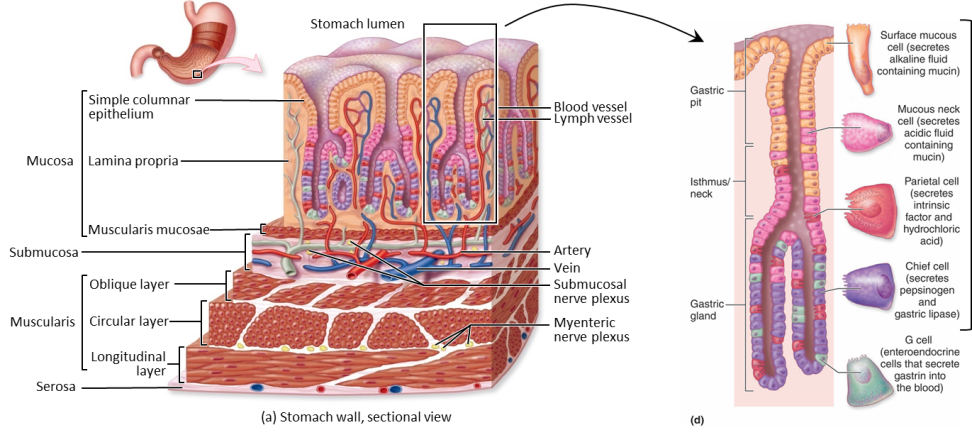 Stomach lumen
Simple columnar
epithelium
Mucosa
Lamina propria
Muscularis mucosae
Submucosa
Oblique layer
Muscularis
Circular layer
Longitudinal
layer
Serosa
Blood vessel
Lymph vessel
Artery
Vein
Submucosal
nerve plexus
Myenteric
nerve plexus
(a) Stomach wall, sectional view
Gastric
pit
Isthmus/
neck
Gastric
gland
Surface mucous
cell (secretes
alkaline fluid
containing mucin)
Mucous neck
cell (secretes
acidic fluid
containing
mucin)
Parietal cell
(secretes
intrinsic
factor and
hydrochloric
acid)
Chief cell
(secretes
pepsinogen
and
gastric lipase)
G cell
(enteroendocrine
cells that secrete
gastrin into
the blood)
(d)